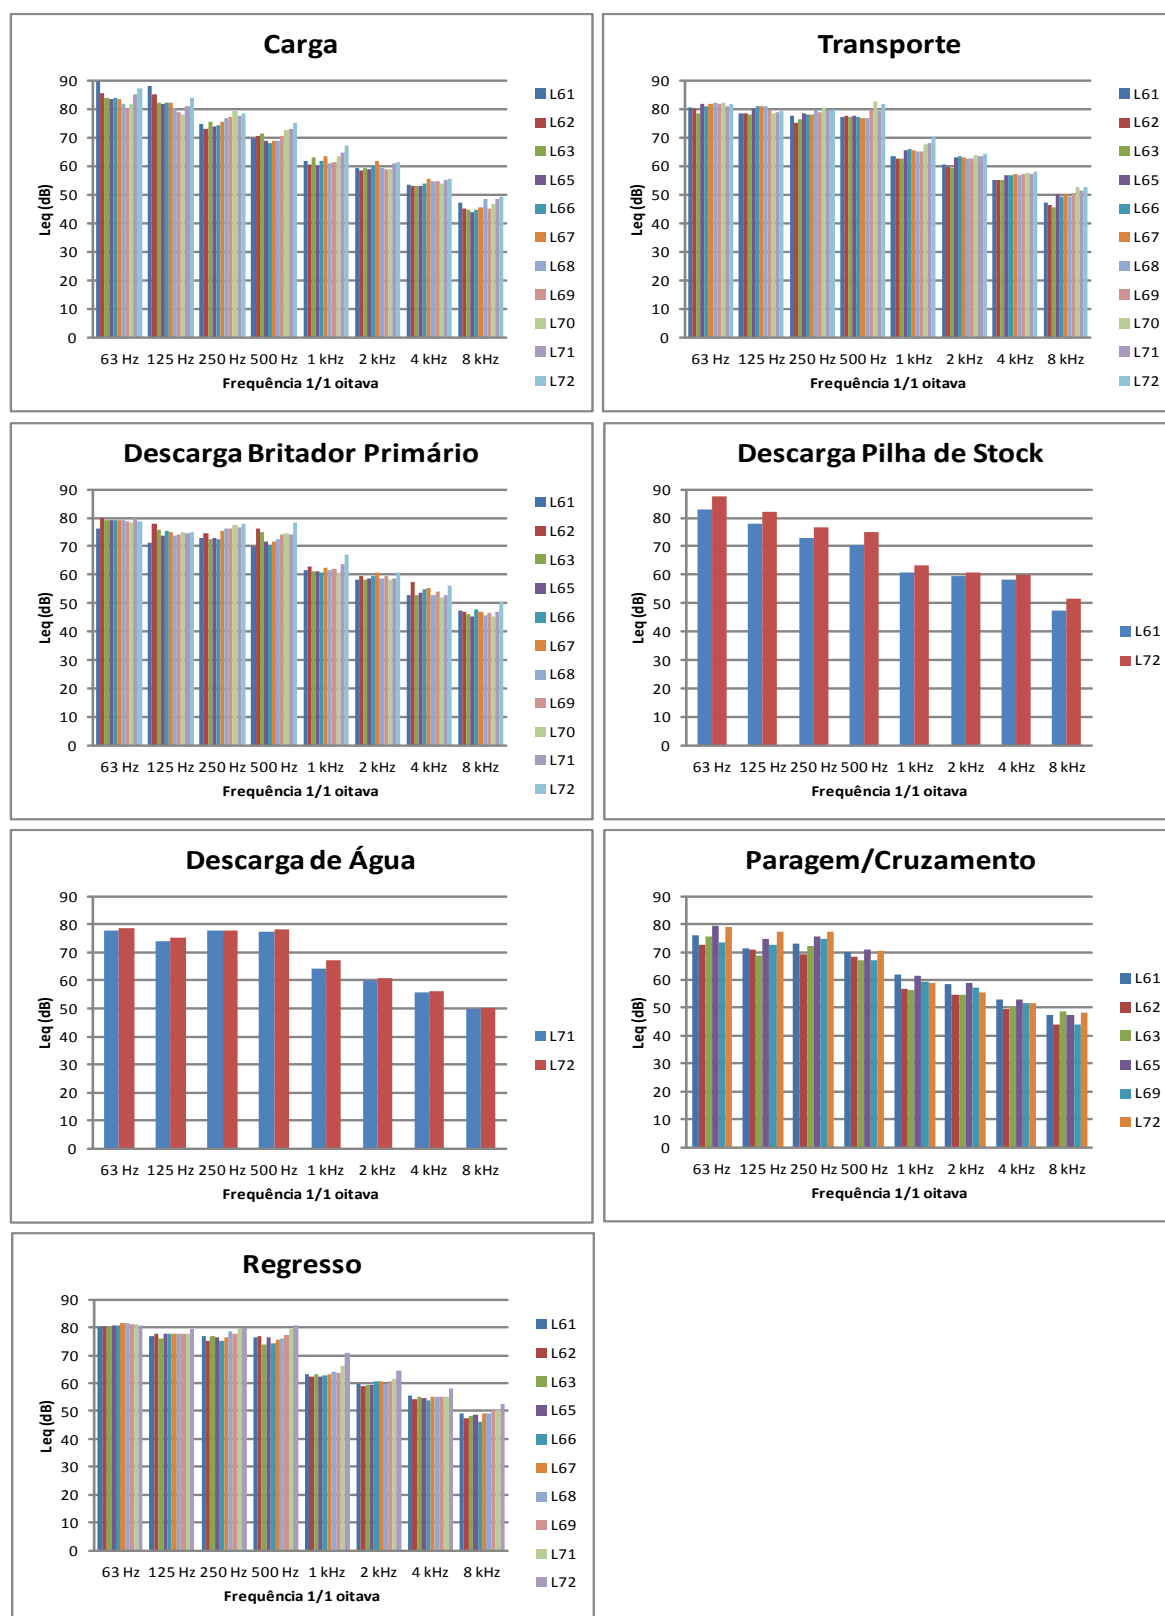 Carga
Leq (dB)
90
80
70
60
50
40
30
20
10
0
63 Hz 125 Hz 250 Hz 500 Hz 1 kHz 2 kHz 4 kHz 8 kHz
Frequência 1/1 oitava
L61
L62
L63
L65
L66
L67
L68
L69
L70
L71
L72
Transporte
Leq (dB)
90
80
70
60
50
40
30
20
10
0
63 Hz 125 Hz 250 Hz 500 Hz 1 kHz 2 kHz 4 kHz 8 kHz
Frequência 1/1 oitava
L61
L62
L63
L65
L66
L67
L68
L69
L70
L71
L72
Descarga Britador Primário
Leq (dB)
90
80
70
60
50
40
30
20
10
0
63 Hz 125 Hz 250 Hz 500 Hz 1 kHz 2 kHz 4 kHz 8 kHz
Frequência 1/1 oitava
L61
L62
L63
L65
L66
L67
L68
L69
L70
L71
L72
Descarga Pilha de Stock
Leq (dB)
90
80
70
60
50
40
30
20
10
0
63 Hz 125 Hz 250 Hz 500 Hz 1 kHz 2 kHz 4 kHz 8 kHz
Frequência 1/1 oitava
L61
L72
Descarga de Água
Leq (dB)
90
80
70
60
50
40
30
20
10
0
63 Hz 125 Hz 250 Hz 500 Hz 1 kHz 2 kHz 4 kHz 8 kHz
Frequência 1/1 oitava
L71
L72
Paragem/Cruzamento
Leq (dB)
90
80
70
60
50
40
30
20
10
0
63 Hz 125 Hz 250 Hz 500 Hz 1 kHz 2 kHz 4 kHz 8 kHz
Frequência 1/1 oitava
L61
L62
L63
L65
L69
L72
Regresso
Leq (dB)
90
80
70
60
50
40
30
20
10
0
63 Hz 125 Hz 250 Hz 500 Hz 1 kHz 2 kHz 4 kHz 8 kHz
Frequência 1/1 oitava
L61
L62
L63
L65
L66
L67
L68
L69
L71
L72